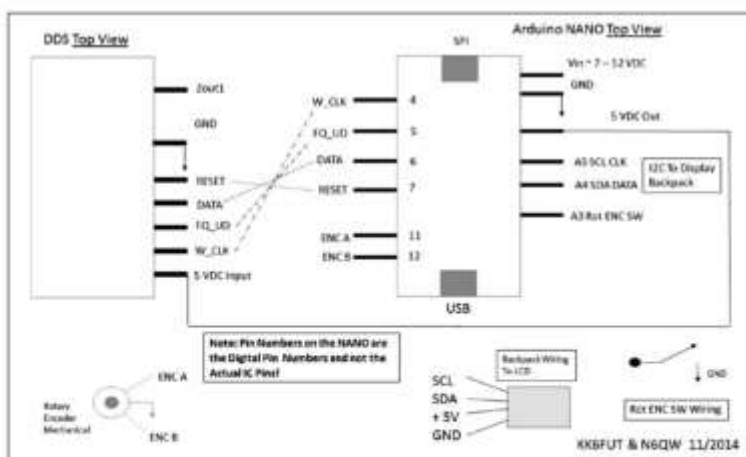 DDS Top View
Arduino NANO Top View
SPI
Vin ~ 7 – 12 VDC
GND
5 VDC Out
Zout1
GND
RESET
DATA
FQ_UD
W_CLK
5 VDC Input
W_CLK
FQ_UD
DATA
RESET
ENC A
ENC B
4
5
6
7
11
12
A5 SCL CLK
A4 SDA DATA
A3 Rot ENC SW
I2C To Display
Backpack
USB
Note: Pin Numbers on the NANO are
the Digital Pin Numbers and not the
Actual IC Pins!
ENC A
Rotary
Encoder
Mechanical
ENC B
Backpack Wiring
To LCD
SCL
SDA
+ 5V
GND
GND
Rot ENC SW Wiring
KK6FUT & N6QW 11/2014